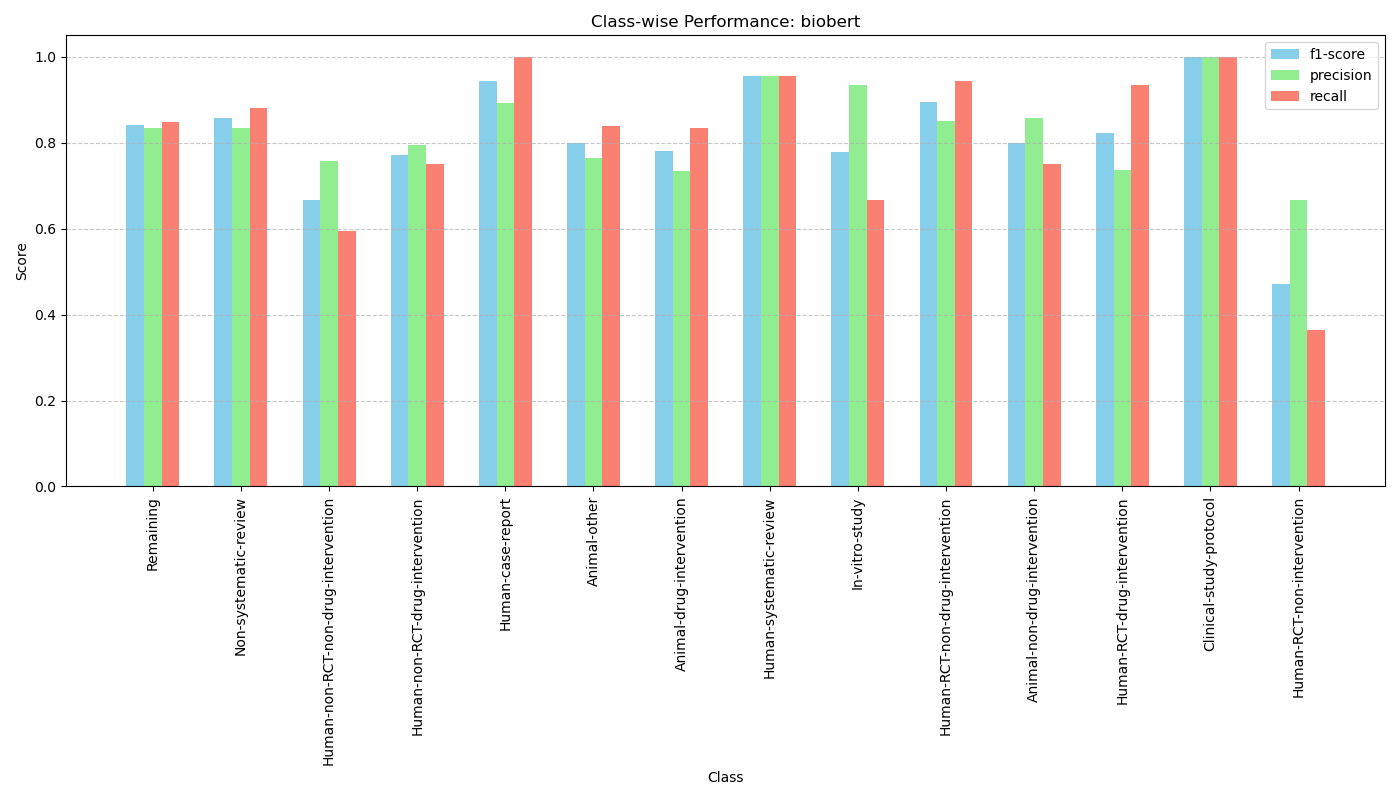 Class-wise Performance: biobert
f1-score
precision
recall
Score
1.0
0.8
0.6
0.4
0.2
0.0
Remaining
Non-systematic-review
Human-non-RCT-non-drug-intervention
Human-non-RCT-drug-intervention
Human-case-report
Animal-other
Animal-drug-intervention
Human-systematic-review
In-vitro-study
Human-RCT-non-drug-intervention
Animal-non-drug-intervention
Human-RCT-drug-intervention
Clinical-study-protocol
Human-RCT-non-intervention
Class